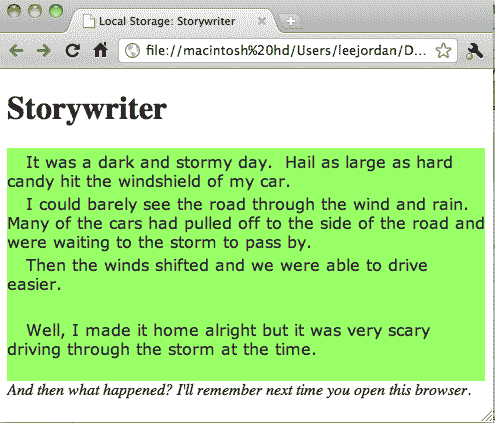 Local Storage: Storywriter
file://macintosh%20hd/Users/leejordan/D...
Storywriter
It was a dark and stormy day.  Hail as large as hard
candy hit the windshield of my car.
I could barely see the road through the wind and rain.
Many of the cars had pulled off to the side of the road and
were waiting to the storm to pass by.
Then the winds shifted and we were able to drive
easier.
Well, I made it home alright but it was very scary
driving through the storm at the time.
And then what happened? I'll remember next time you open this browser.